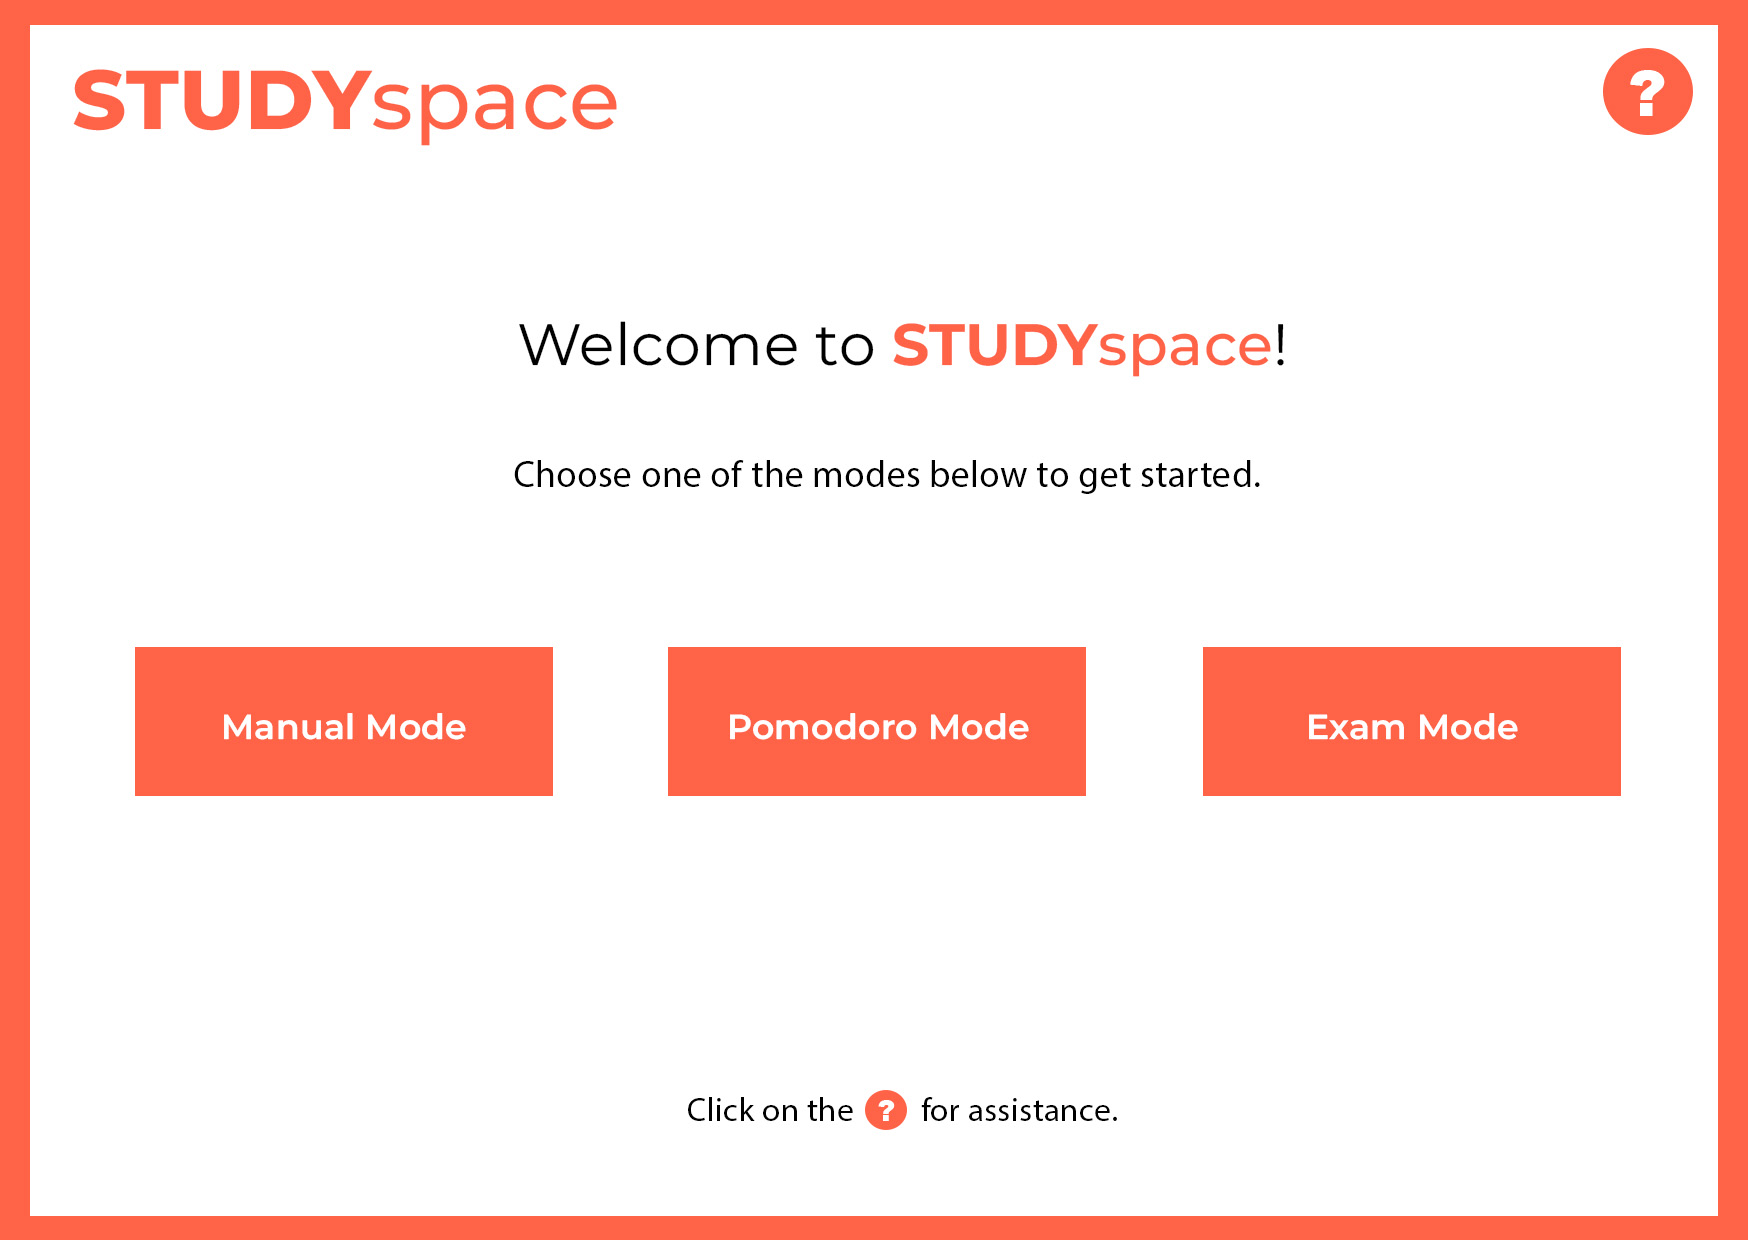 STUDYspace
?
Welcome to STUDYspace!
Choose one of the modes below to get started.
Manual Mode
Pomodoro Mode
Exam Mode
Click on the ? for assistance.